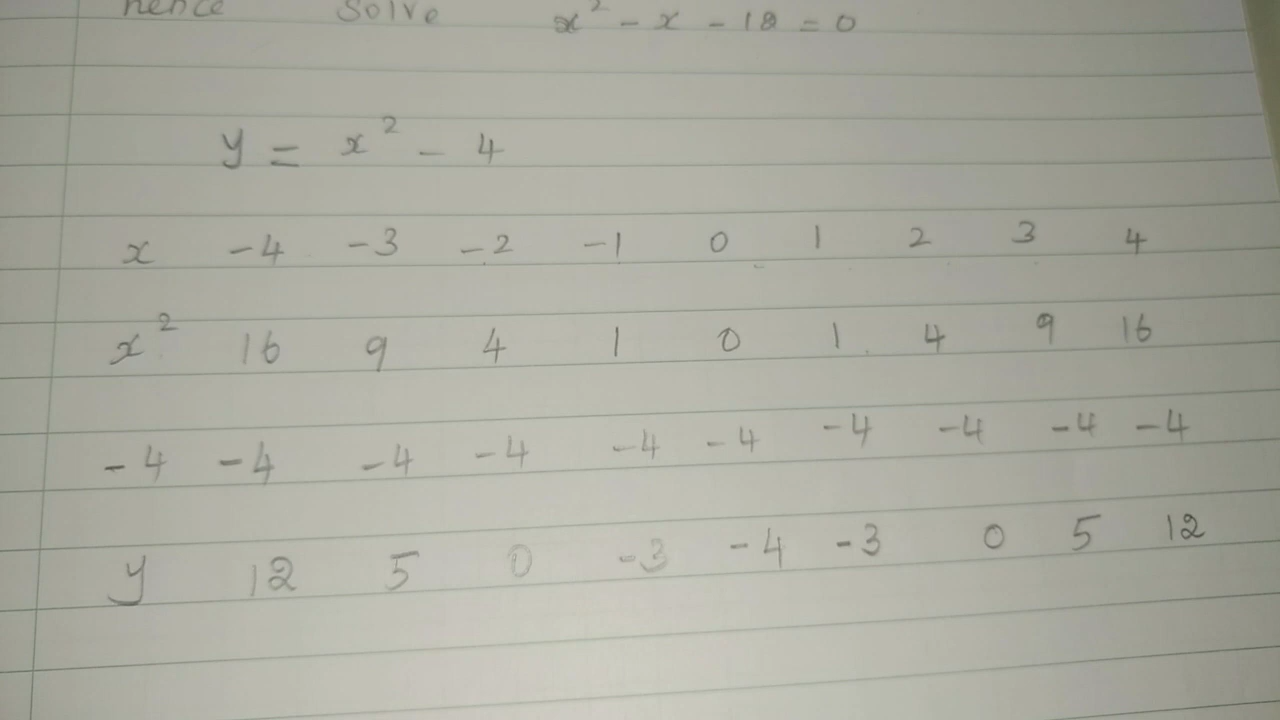 hence solve x² - x - 12 = 0
y = x² - 4
x -4 -3 -2 -1 0 1 2 3 4
x² 16 9 4 1 0 1 4 9 16
-4 -4 -4 -4 -4 -4 -4 -4 -4 -4
y 12 5 0 -3 -4 -3 0 5 12